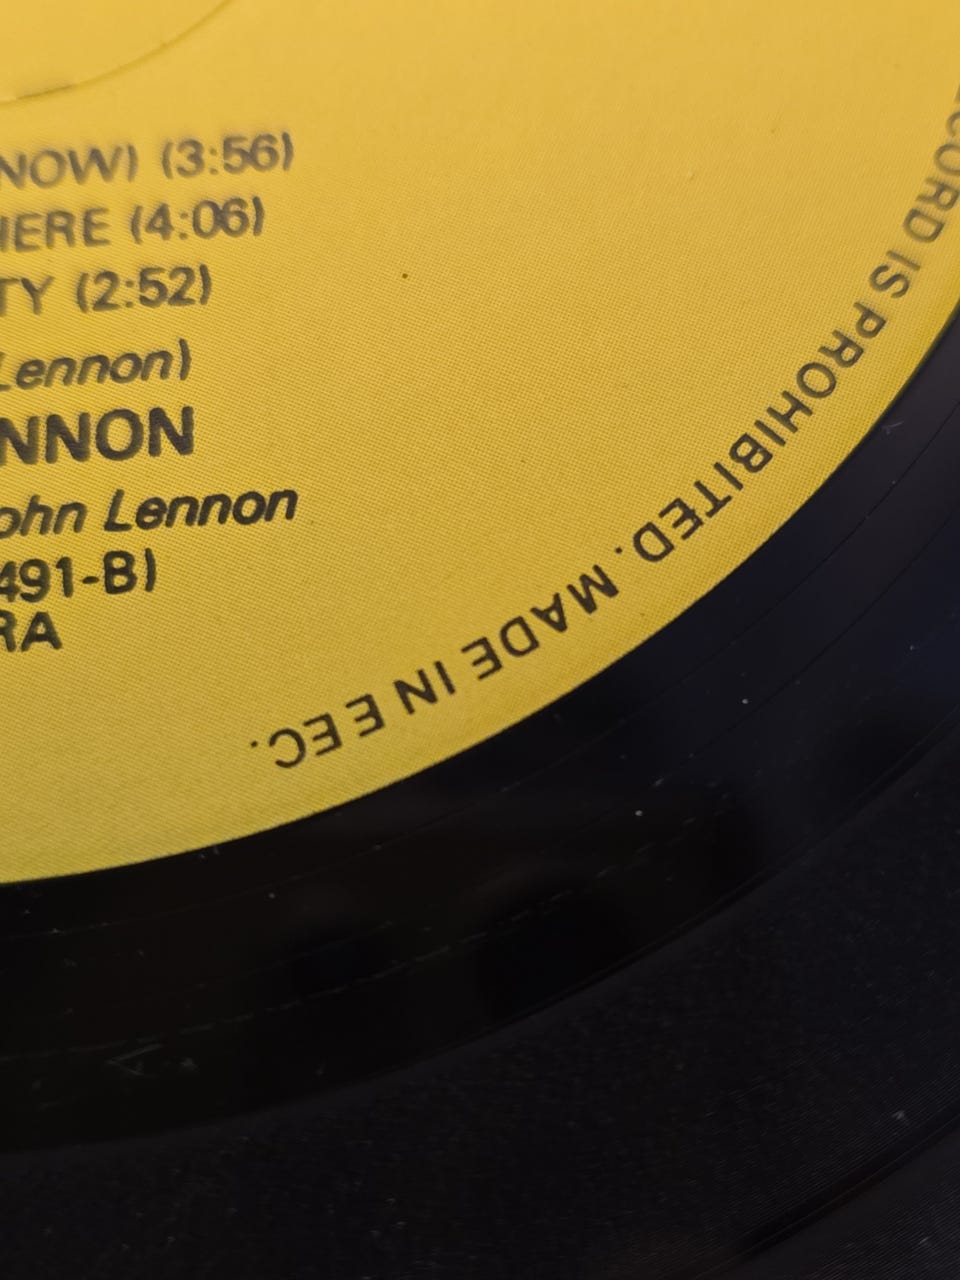 NOW) (3:56)
HERE (4:06)
TY (2:52)
Lennon)
NNON
ohn Lennon
491-B)
RA
CORD IS PROHIBITED. MADE IN EEC.